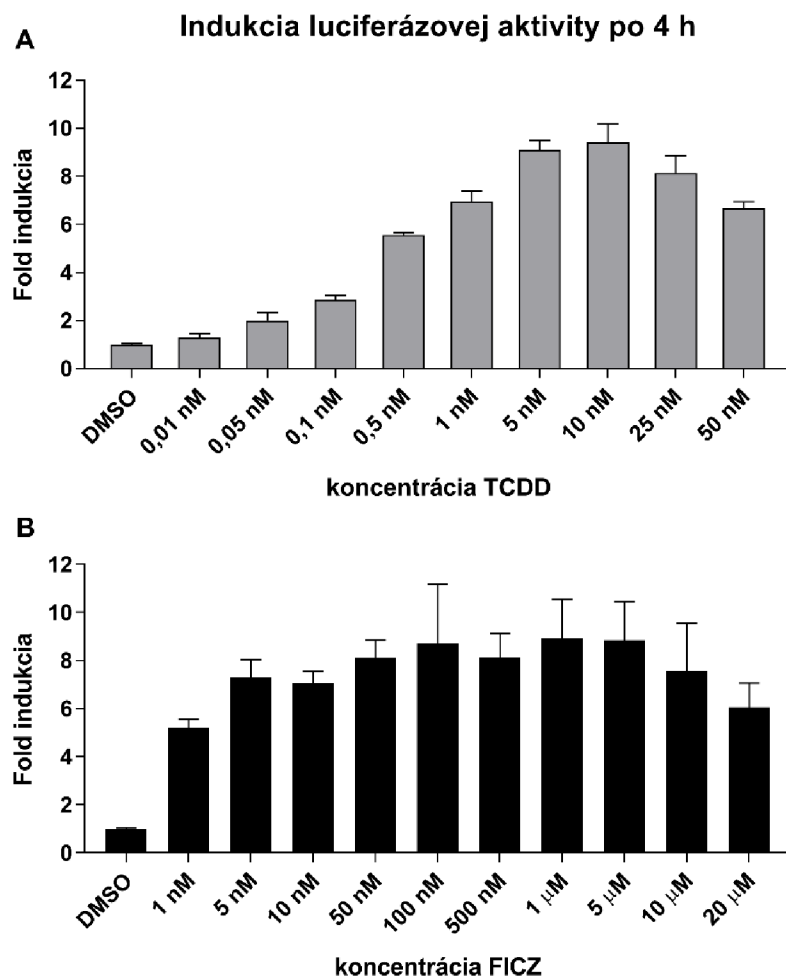 Indukcia luciferázovej aktivity po 4 h
A
Fold indukcia
12
10
8
6
4
2
0
DMSO
0,01 nM
0,05 nM
0,1 nM
0,5 nM
1 nM
5 nM
10 nM
25 nM
50 nM
koncentrácia TCDD
B
Fold indukcia
12
10
8
6
4
2
0
DMSO
1 nM
5 nM
10 nM
50 nM
100 nM
500 nM
1 μM
5 μM
10 μM
20 μM
koncentrácia FICZ